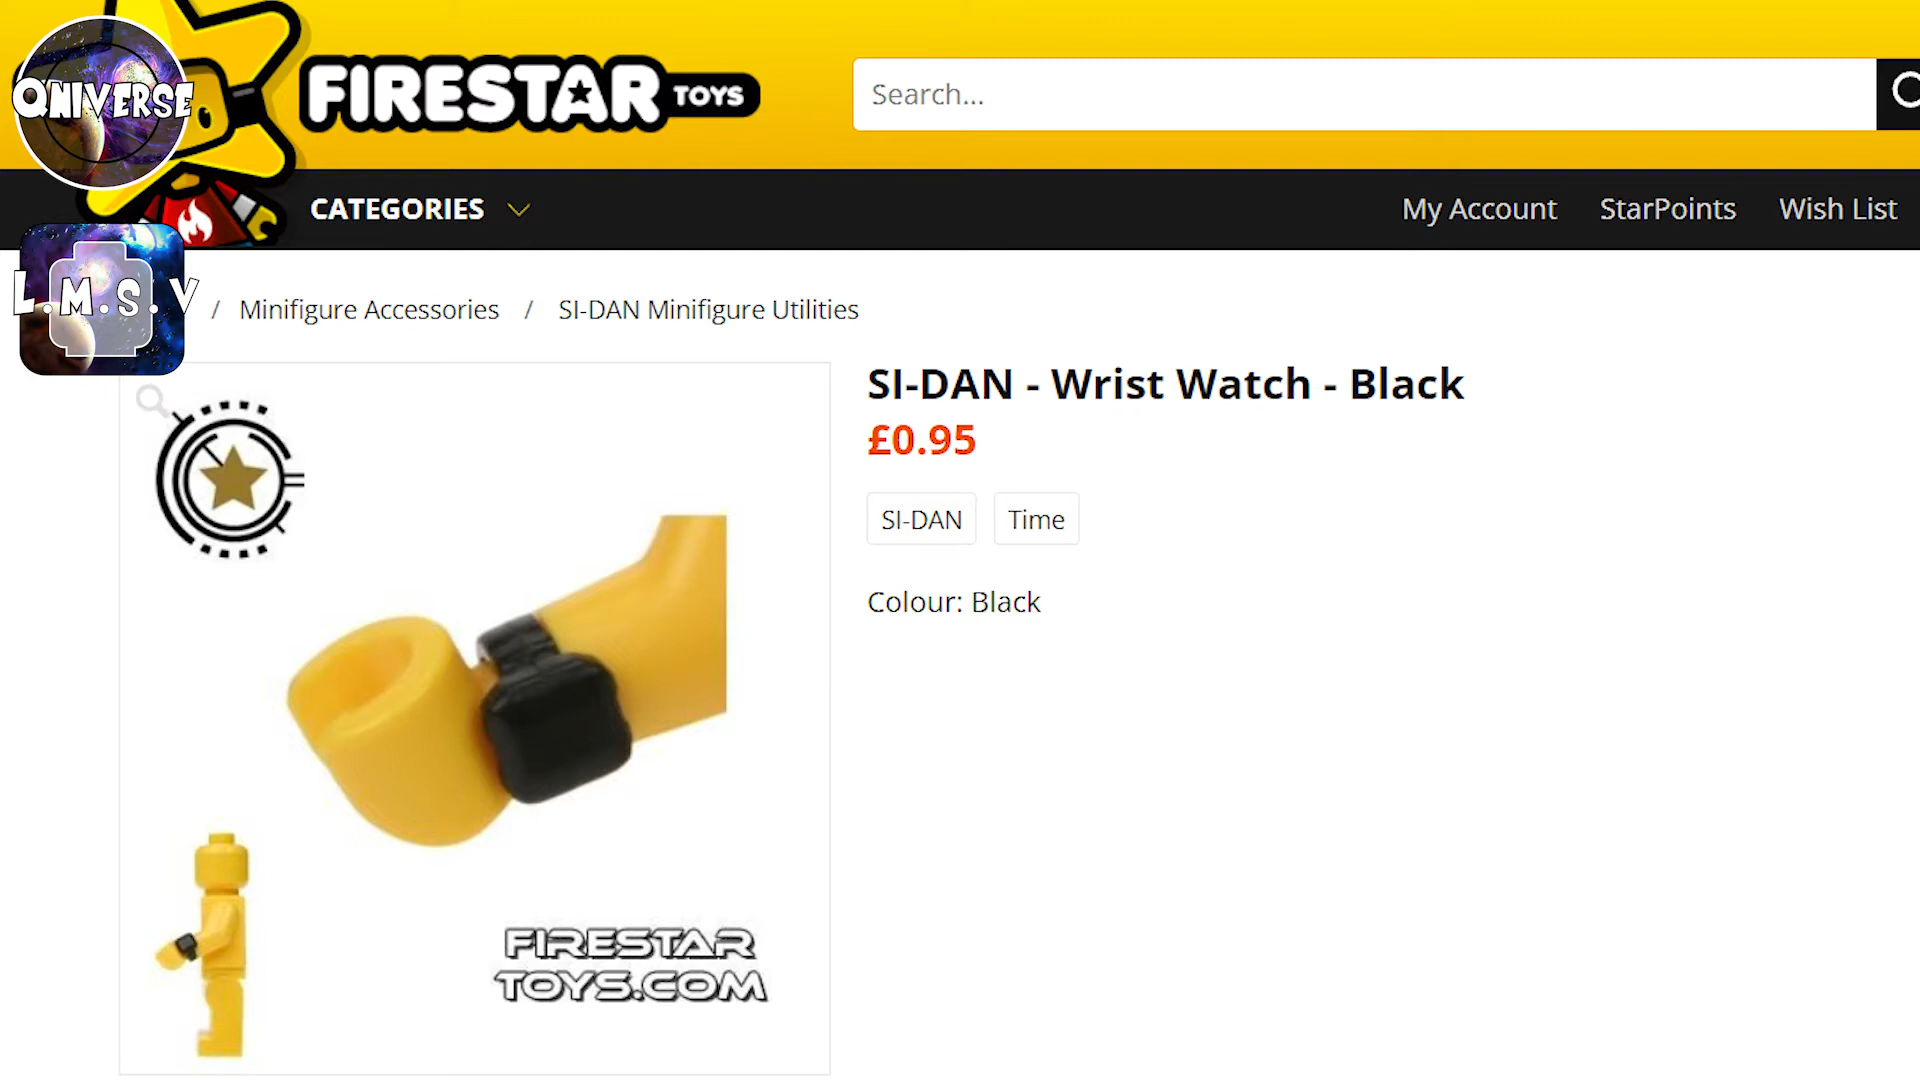 QNIVERSE
FIRESTAR TOYS
Search...
CATEGORIES
My Account
StarPoints
Wish List
L.M.S.V
/ Minifigure Accessories / SI-DAN Minifigure Utilities
SI-DAN - Wrist Watch - Black
£0.95
SI-DAN
Time
Colour: Black
FIRESTAR
TOYS.COM